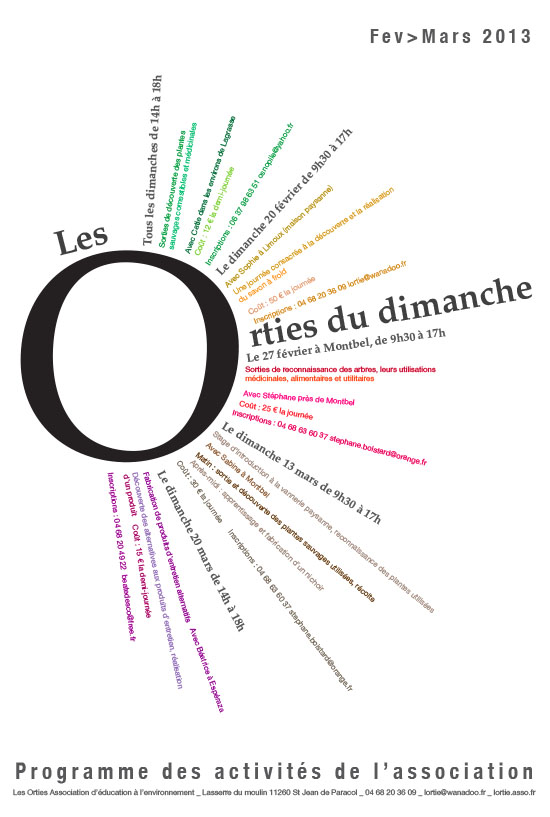 Fev>Mars 2013
Les
Orties du dimanche
Tous les dimanches de 14h à 18h
Sorties de découverte des plantes
sauvages comestibles et médicinales
Avec Catie dans les environs de Lagrasse
Coût : 12 € la demi-journée
Inscriptions : 06 37 98 63 51 osnoplie@yahoo.fr
Le dimanche 20 février de 9h30 à 17h
Avec Sophie à Limoux (maison paysanne)
Une journée consacrée à la découverte et la réalisation
du savon à froid
Coût : 50 € la journée
Inscriptions : 04 68 20 36 09 lortie@wanadoo.fr
Le 27 février à Montbel, de 9h30 à 17h
Sorties de reconnaissance des arbres, leurs utilisations
médicinales, alimentaires et utilitaires
Avec Stéphane près de Montbel
Coût : 25 € la journée
Inscriptions : 04 68 63 60 37 stephane.boistard@orange.fr
Le dimanche 13 mars de 9h30 à 17h
Stage d'introduction à la vannerie paysanne, reconnaissance des plantes utilisées
Avec Sabine à Montbel
Matin : sortie et découverte des plantes sauvages utilisées, récolte
Après-midi : apprentissage et fabrication d'un nichoir
Coût : 30 € la journée Inscriptions : 04 68 63 60 37 stephane.boistard@orange.fr
Le dimanche 20 mars de 14h à 18h
Fabrication de produits d'entretien alternatifs Avec Béatrice à Espéraza
Découverte des alternatives aux produits d'entretien, réalisation
d'un produit Coût : 15 € la demi-journée
Inscriptions : 04 68 20 49 22 beatedesco@free.fr
Programme des activités de l'association
Les Orties Association d'éducation à l'environnement _ Lasserre du moulin 11260 St Jean de Paracol _ 04 68 20 36 09 _ lortie@wanadoo.fr _ lortie.asso.fr